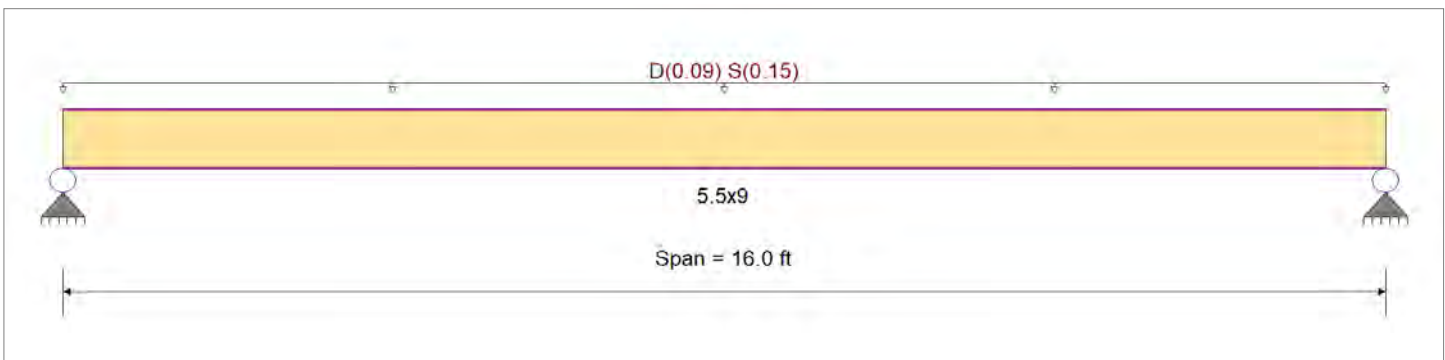 D(0.09) S(0.15)
5.5x9
Span = 16.0 ft